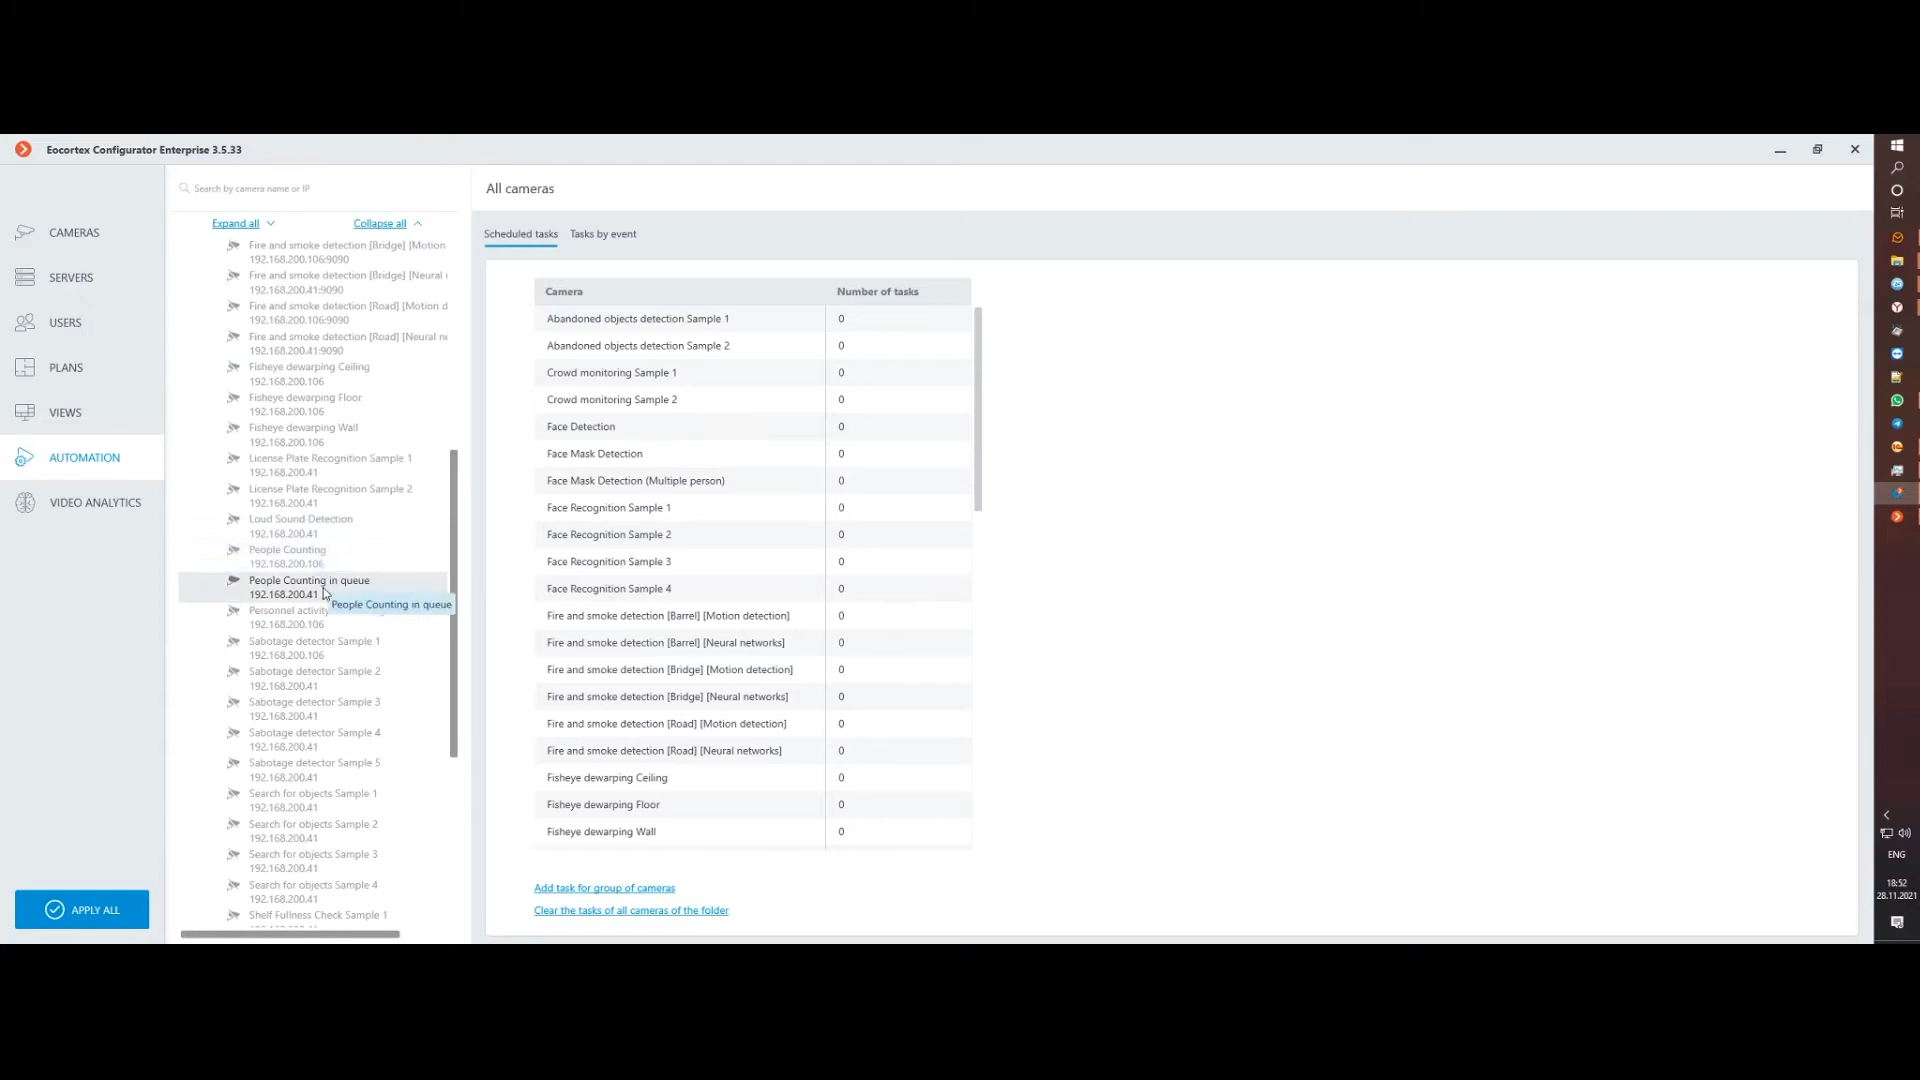 Eocortex Configurator Enterprise 3.5.33
CAMERAS
SERVERS
USERS
PLANS
VIEWS
AUTOMATION
VIDEO ANALYTICS
APPLY ALL
Search by camera name or IP
Expand all
Collapse all
Fire and smoke detection [Bridge] [Motion
192.168.200.106:9090
Fire and smoke detection [Bridge] [Neural
192.168.200.41:9090
Fire and smoke detection [Road] [Motion d
192.168.200.106:9090
Fire and smoke detection [Road] [Neural
192.168.200.41:9090
Fisheye dewarping Ceiling
192.168.200.106
Fisheye dewarping Floor
192.168.200.106
Fisheye dewarping Wall
192.168.200.106
License Plate Recognition Sample 1
192.168.200.41
License Plate Recognition Sample 2
192.168.200.41
Loud Sound Detection
192.168.200.41
People Counting
192.168.200.106
People Counting in queue
192.168.200.41
People Counting in queue
Personnel activity
192.168.200.106
Sabotage detector Sample 1
192.168.200.106
Sabotage detector Sample 2
192.168.200.41
Sabotage detector Sample 3
192.168.200.41
Sabotage detector Sample 4
192.168.200.41
Sabotage detector Sample 5
192.168.200.41
Search for objects Sample 1
192.168.200.41
Search for objects Sample 2
192.168.200.41
Search for objects Sample 3
192.168.200.41
Search for objects Sample 4
192.168.200.41
Shelf Fullness Check Sample 1
All cameras
Scheduled tasks Tasks by event
Camera Number of tasks
Abandoned objects detection Sample 1 0
Abandoned objects detection Sample 2 0
Crowd monitoring Sample 1 0
Crowd monitoring Sample 2 0
Face Detection 0
Face Mask Detection 0
Face Mask Detection (Multiple person) 0
Face Recognition Sample 1 0
Face Recognition Sample 2 0
Face Recognition Sample 3 0
Face Recognition Sample 4 0
Fire and smoke detection [Barrel] [Motion detection] 0
Fire and smoke detection [Barrel] [Neural networks] 0
Fire and smoke detection [Bridge] [Motion detection] 0
Fire and smoke detection [Bridge] [Neural networks] 0
Fire and smoke detection [Road] [Motion detection] 0
Fire and smoke detection [Road] [Neural networks] 0
Fisheye dewarping Ceiling 0
Fisheye dewarping Floor 0
Fisheye dewarping Wall 0
Add task for group of cameras
Clear the tasks of all cameras of the folder
ENG
18:52
28.11.2021